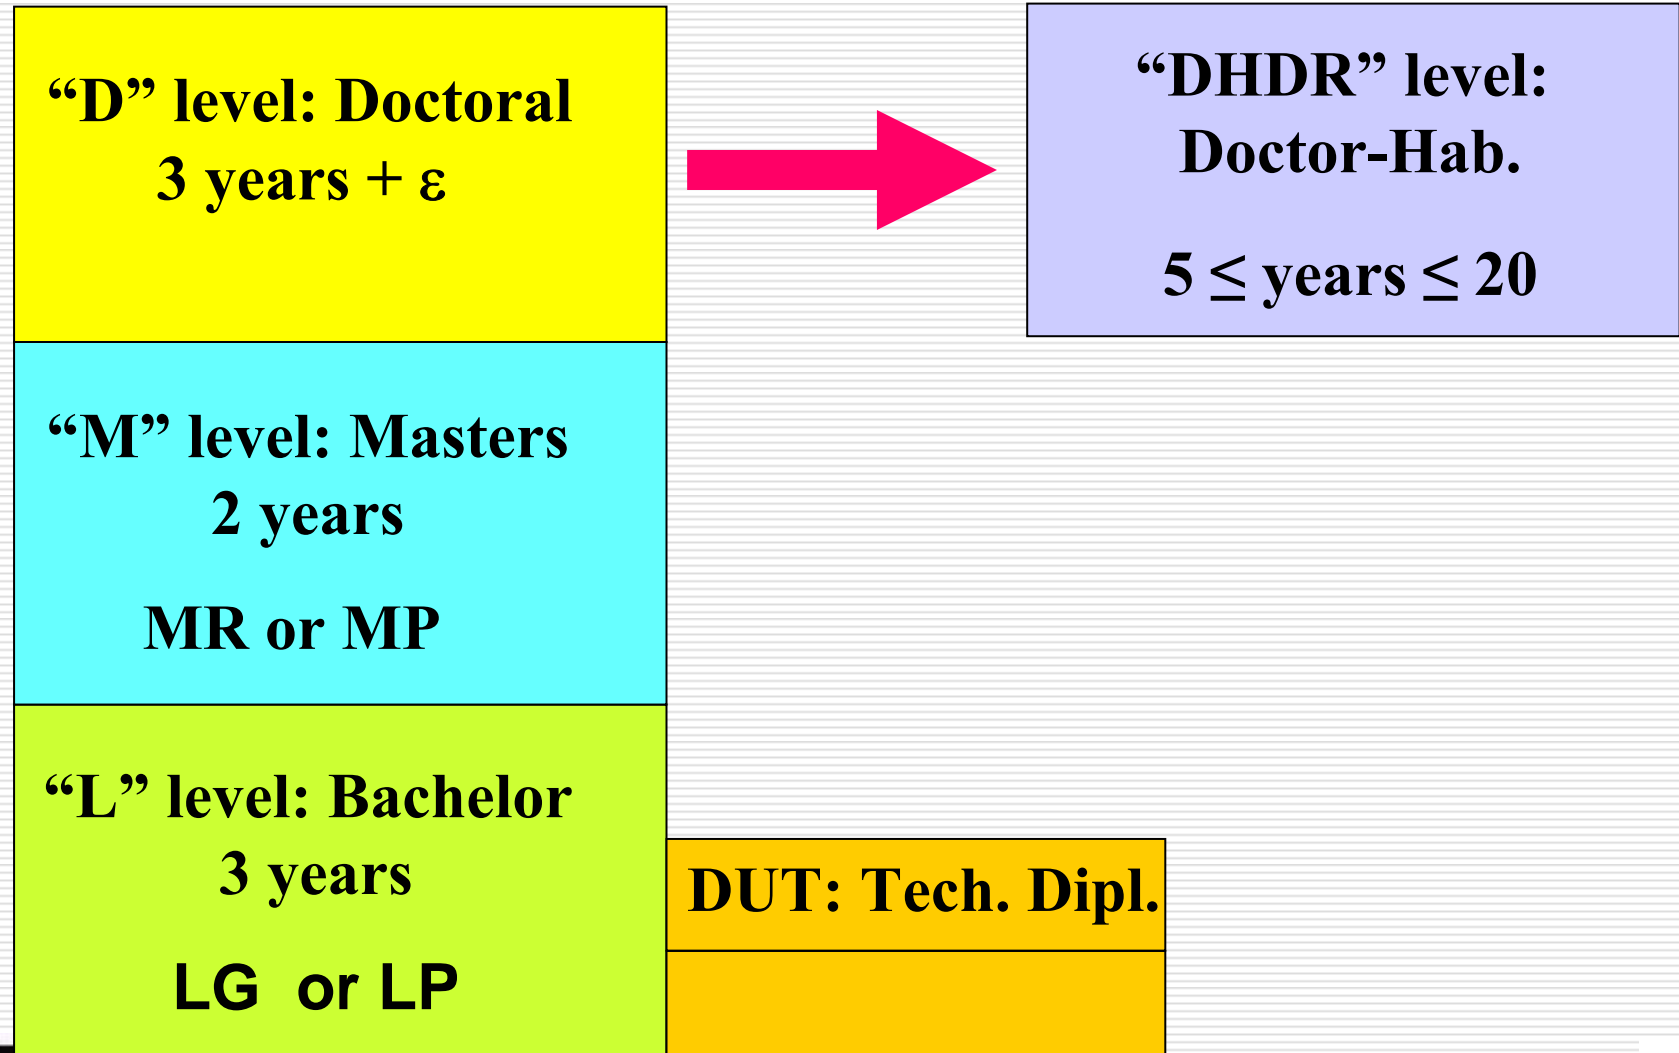 “D” level: Doctoral
3 years + ε
“DHDR” level:
Doctor-Hab.
5 ≤ years ≤ 20
“M” level: Masters
2 years
MR or MP
“L” level: Bachelor
3 years
LG or LP
DUT: Tech. Dipl.